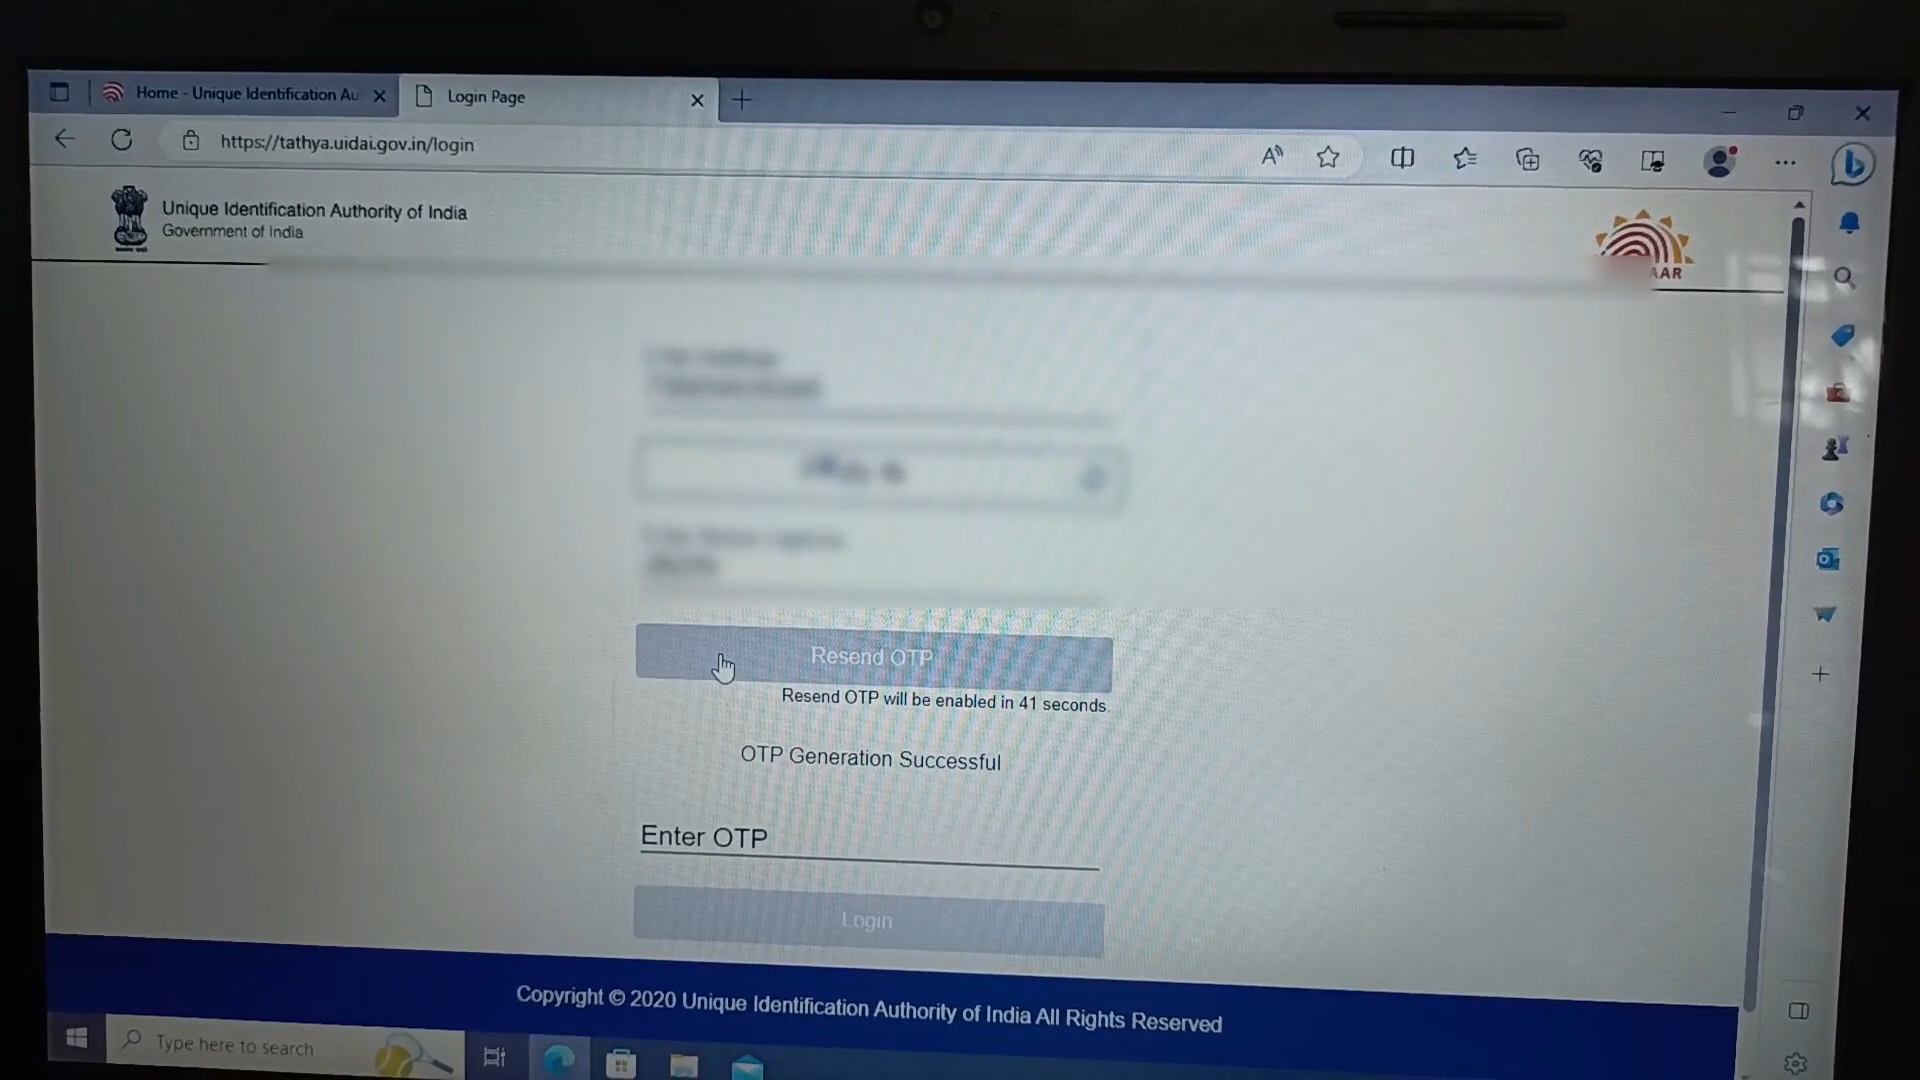 Home - Unique Identification Au
Login Page
https://tathya.uidai.gov.in/login
Unique Identification Authority of India
Government of India
AAR
Resend OTP
Resend OTP will be enabled in 41 seconds.
OTP Generation Successful
Enter OTP
Login
Copyright © 2020 Unique Identification Authority of India All Rights Reserved
Type here to search